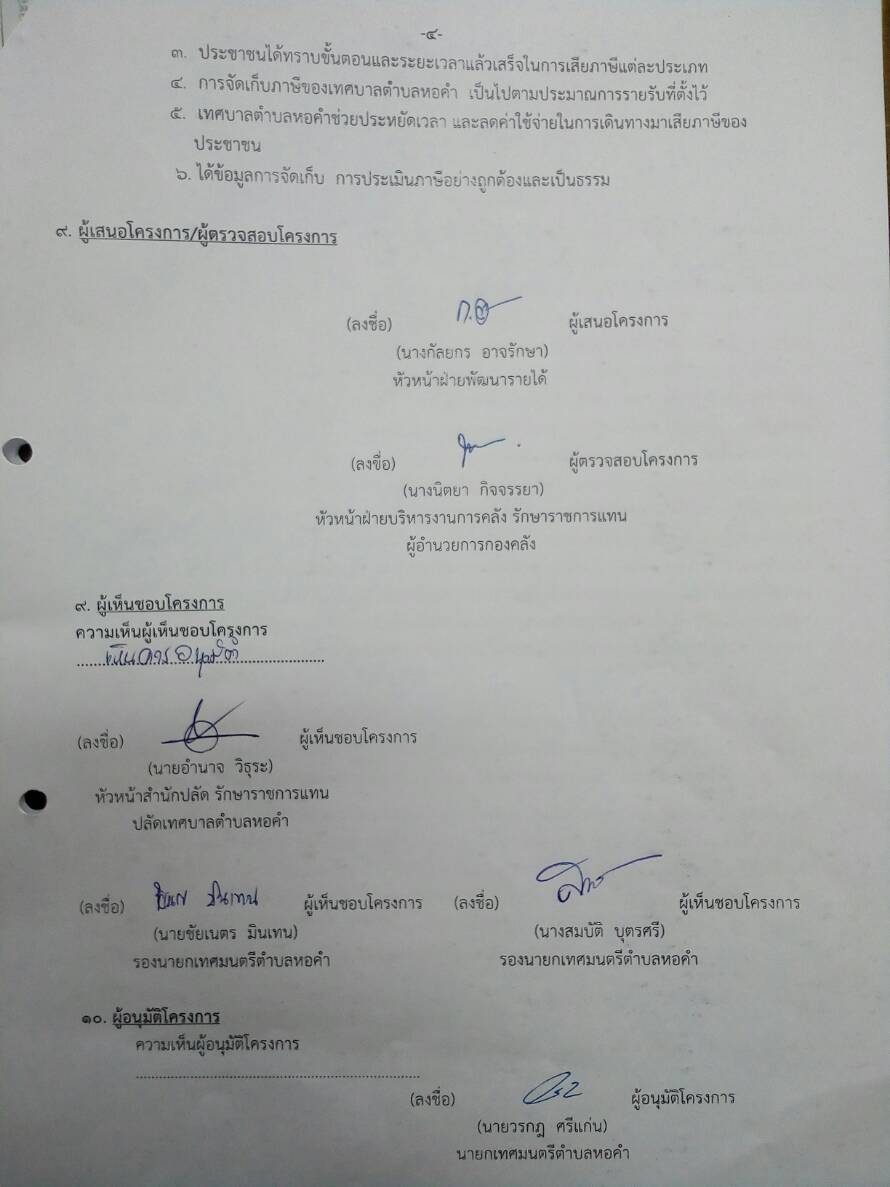 -๔-
๓. ประชาชนได้ทราบขั้นตอนและระยะเวลาแล้วเสร็จในการเสียภาษีแต่ละประเภท
๔. การจัดเก็บภาษีของเทศบาลตำบลหอคำ เป็นไปตามประมาณการรายรับที่ตั้งไว้
๕. เทศบาลตำบลหอคำช่วยประหยัดเวลา และลดค่าใช้จ่ายในการเดินทางมาเสียภาษีของ
ประชาชน
๖. ได้ข้อมูลการจัดเก็บ การประเมินภาษีอย่างถูกต้องและเป็นธรรม
๙. ผู้เสนอโครงการ/ผู้ตรวจสอบโครงการ
(ลงชื่อ) ผู้เสนอโครงการ
(นางกัลยกร อาจรักษา)
หัวหน้าฝ่ายพัฒนารายได้
(ลงชื่อ) ผู้ตรวจสอบโครงการ
(นางนิตยา กิจจรรยา)
หัวหน้าฝ่ายบริหารงานการคลัง รักษาราชการแทน
ผู้อำนวยการกองคลัง
๙. ผู้เห็นชอบโครงการ
ความเห็นผู้เห็นชอบโครงการ
เห็นควรอนุมัติ
(ลงชื่อ) ผู้เห็นชอบโครงการ
(นายอำนาจ วิธุระ)
หัวหน้าสำนักปลัด รักษาราชการแทน
ปลัดเทศบาลตำบลหอคำ
(ลงชื่อ) ผู้เห็นชอบโครงการ (ลงชื่อ) ผู้เห็นชอบโครงการ
(นายชัยเนตร มินเทน) (นางสมบัติ บุตรศรี)
รองนายกเทศมนตรีตำบลหอคำ รองนายกเทศมนตรีตำบลหอคำ
๑๐. ผู้อนุมัติโครงการ
ความเห็นผู้อนุมัติโครงการ
(ลงชื่อ) ผู้อนุมัติโครงการ
(นายวรกฎ ศรีแก่น)
นายกเทศมนตรีตำบลหอคำ